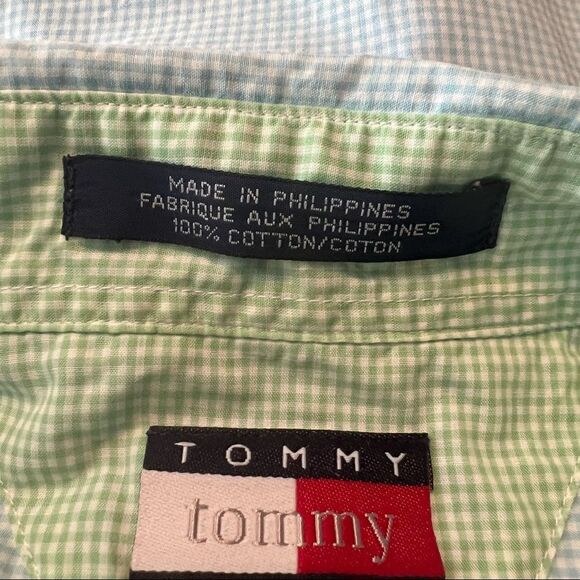 MADE IN PHILIPPINES
FABRIQUE AUX PHILIPPINES
100% COTTON/COTON
TOMMY
tommy